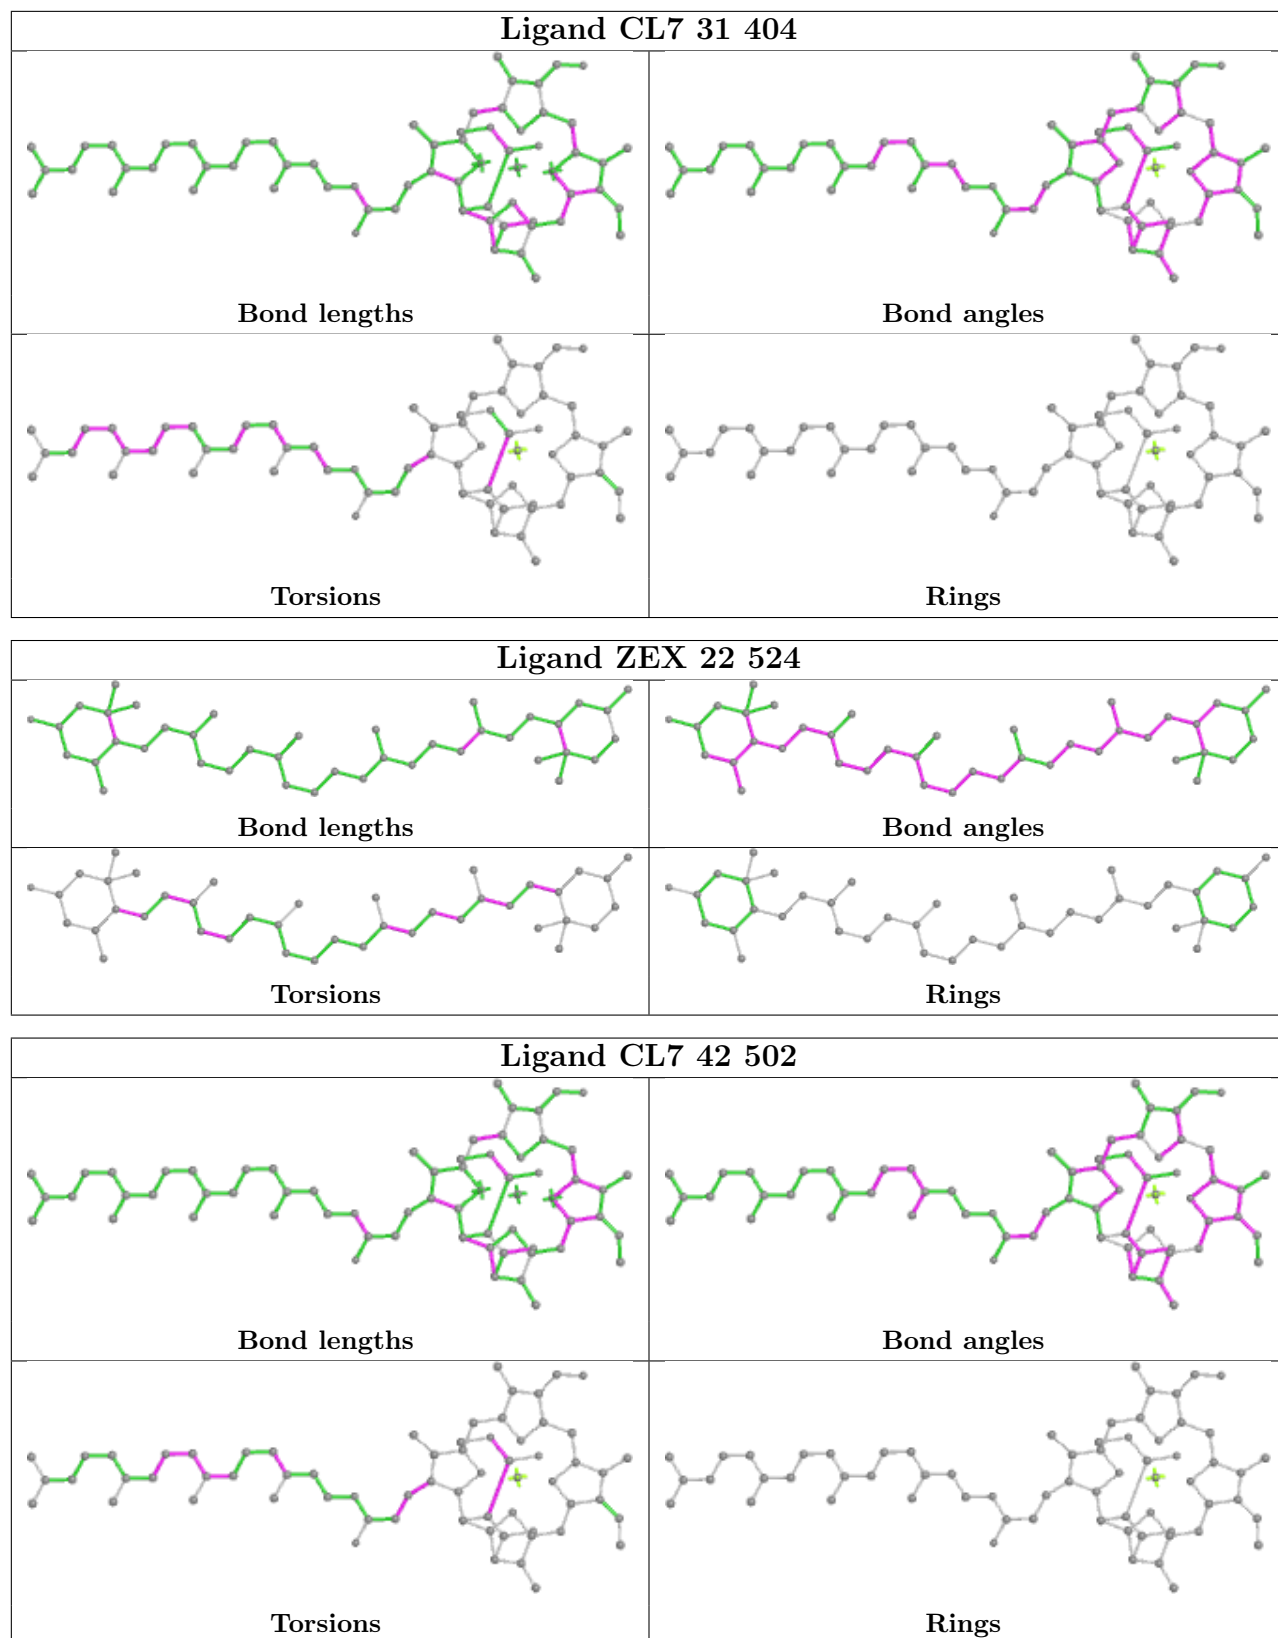 Ligand CL7 31 404
Bond lengths
Bond angles
Torsions
Rings
Ligand ZEX 22 524
Bond lengths
Bond angles
Torsions
Rings
Ligand CL7 42 502
Bond lengths
Bond angles
Torsions
Rings